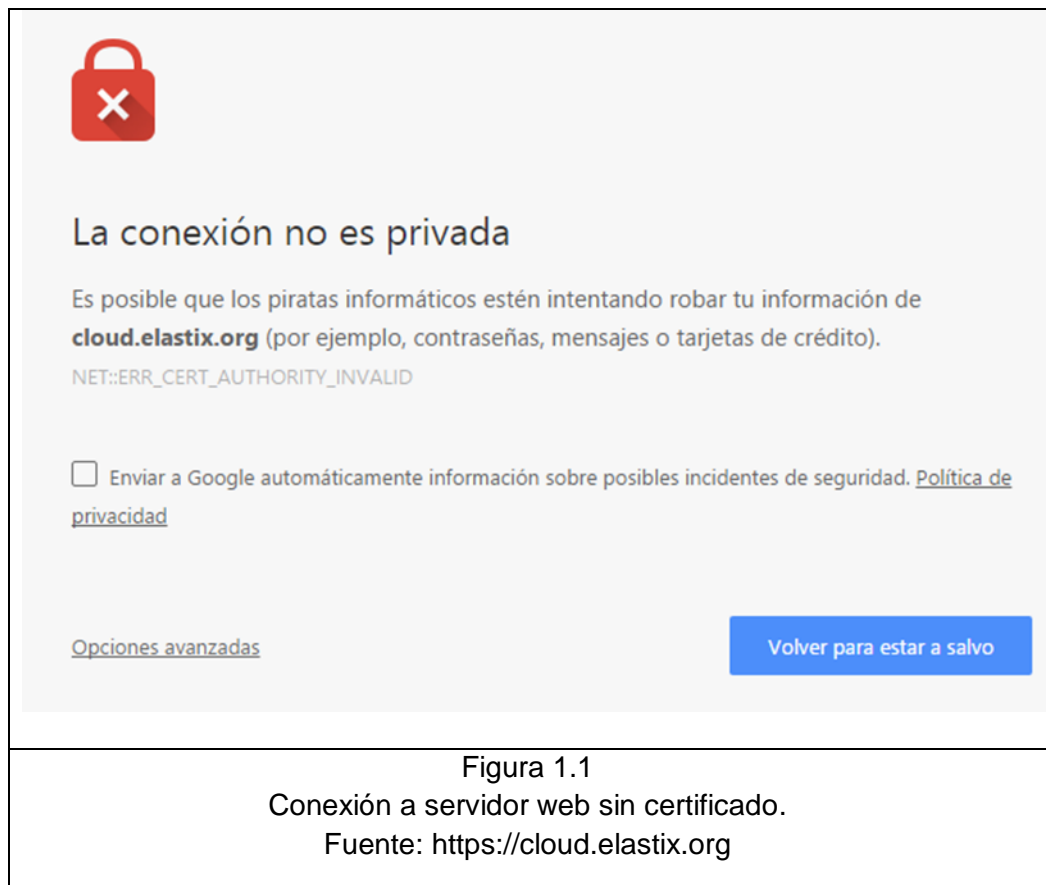 La conexión no es privada
Es posible que los piratas informáticos estén intentando robar tu información de
cloud.elastix.org (por ejemplo, contraseñas, mensajes o tarjetas de crédito).
NET::ERR_CERT_AUTHORITY_INVALID
Enviar a Google automáticamente información sobre posibles incidentes de seguridad. Política de
privacidad
Opciones avanzadas
Volver para estar a salvo
Figura 1.1
Conexión a servidor web sin certificado.
Fuente: https://cloud.elastix.org